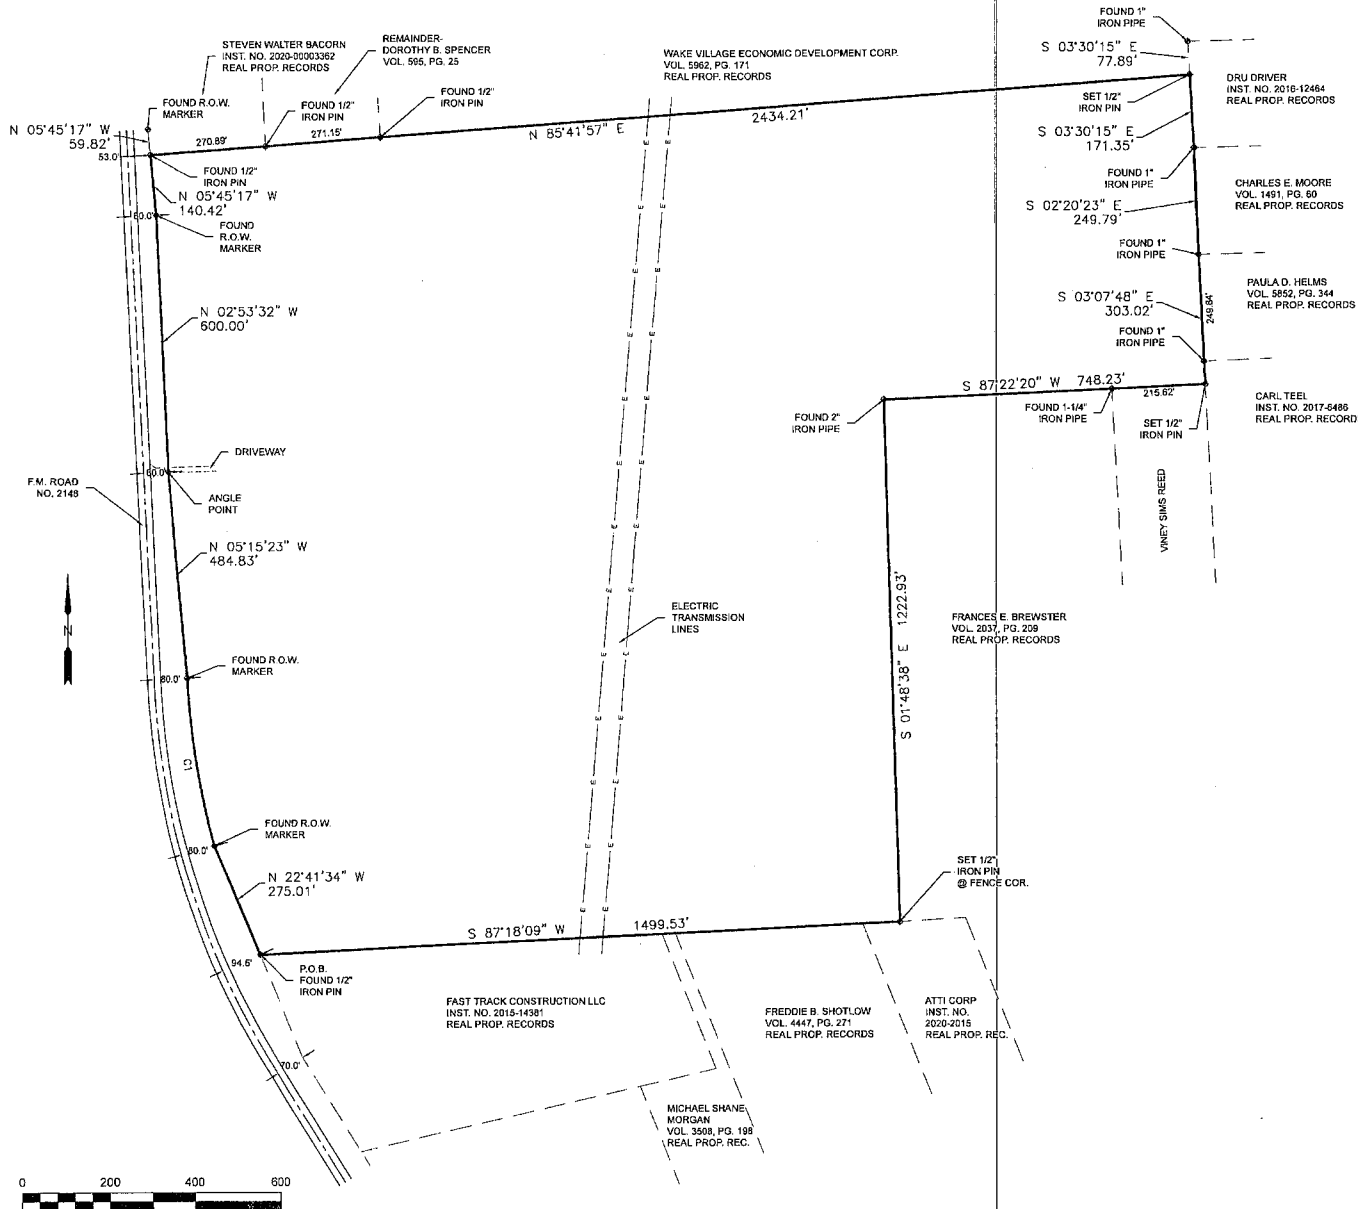 FOUND 1"
IRON PIPE
S 03°30'15" E
77.89'
STEVEN WALTER BACORN
INST. NO. 2020-00003362
REAL PROP. RECORDS
REMAINDER-
DOROTHY B. SPENCER
VOL. 595, PG. 25
WAKE VILLAGE ECONOMIC DEVELOPMENT CORP.
VOL. 5962, PG. 171
REAL PROP. RECORDS
DRU DRIVER
INST. NO. 2016-12464
REAL PROP. RECORDS
FOUND R.O.W.
MARKER
FOUND 1/2"
IRON PIN
FOUND 1/2"
IRON PIN
SET 1/2"
IRON PIN
N 05°45'17" W
59.82'
53.0'
270.89'
271.15'
N 85°41'57" E
2434.21'
S 03°30'15" E
171.35'
FOUND 1/2"
IRON PIN
N 05°45'17" W
140.42'
FOUND 1"
IRON PIPE
CHARLES E. MOORE
VOL. 1491, PG. 60
REAL PROP. RECORDS
60.0'
FOUND
R.O.W.
MARKER
S 02°20'23" E
249.79'
FOUND 1"
IRON PIPE
PAULA D. HELMS
VOL. 5852, PG. 344
REAL PROP. RECORDS
N 02°53'32" W
600.00'
S 03°07'48" E
303.02'
249.84'
FOUND 1"
IRON PIPE
S 87°22'20" W 748.23'
215.62'
FOUND 2"
IRON PIPE
FOUND 1-1/4"
IRON PIPE
SET 1/2"
IRON PIN
CARL TEEL
INST. NO. 2017-6486
REAL PROP. RECORD
DRIVEWAY
60.0'
F.M. ROAD
NO. 2148
ANGLE
POINT
VINEY SIMS REED
N 05°15'23" W
484.83'
N
ELECTRIC
TRANSMISSION
LINES
S 01°48'38" E 1222.93'
FRANCES E. BREWSTER
VOL. 2037, PG. 209
REAL PROP. RECORDS
FOUND R.O.W.
MARKER
80.0'
C1
FOUND R.O.W.
MARKER
80.0'
N 22°41'34" W
275.01'
SET 1/2"
IRON PIN
@ FENCE COR.
S 87°18'09" W 1499.53'
94.6'
P.O.B.
FOUND 1/2"
IRON PIN
FAST TRACK CONSTRUCTION LLC
INST. NO. 2015-14381
REAL PROP. RECORDS
FREDDIE B. SHOTLOW
VOL. 4447, PG. 271
REAL PROP. RECORDS
ATTI CORP
INST. NO.
2020-2015
REAL PROP. REC.
70.0'
MICHAEL SHANE
MORGAN
VOL. 3508, PG. 198
REAL PROP. REC.
0 200 400 600